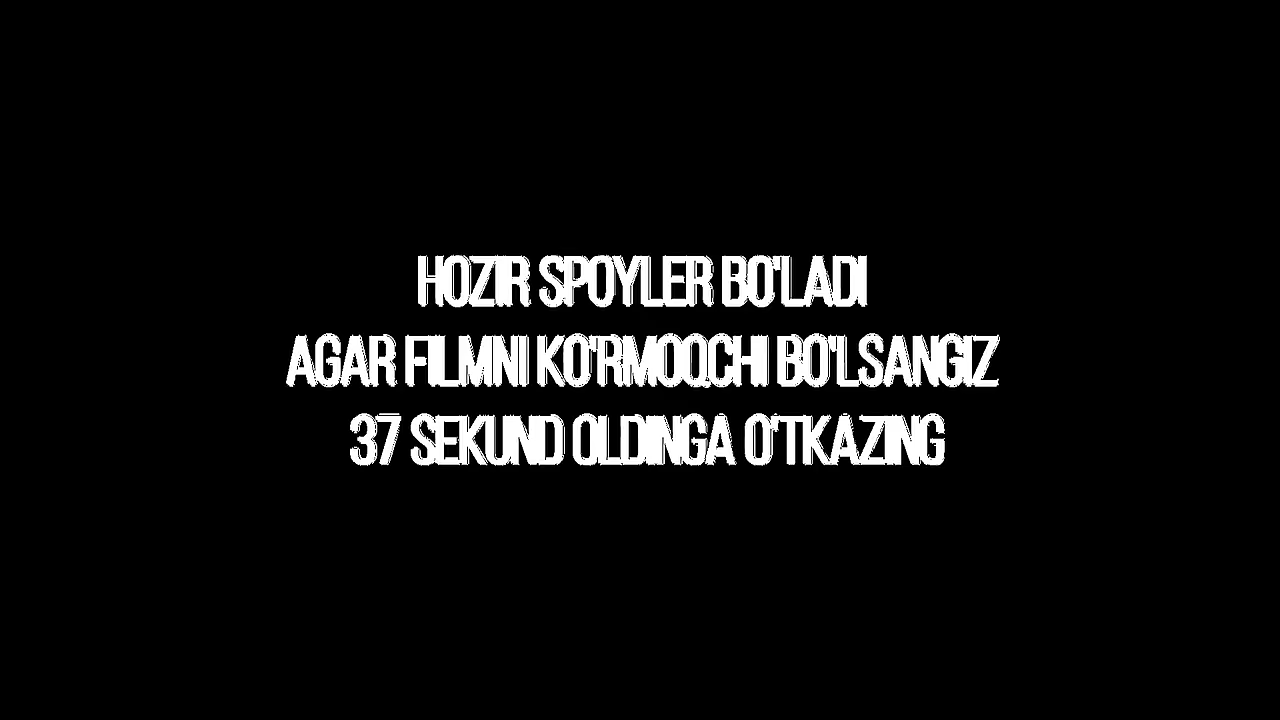 HOZIR SPOYLER BO'LADI
AGAR FILMNI KO'RMOQCHI BO'LSANGIZ
37 SEKUND OLDINGA O'TKAZING